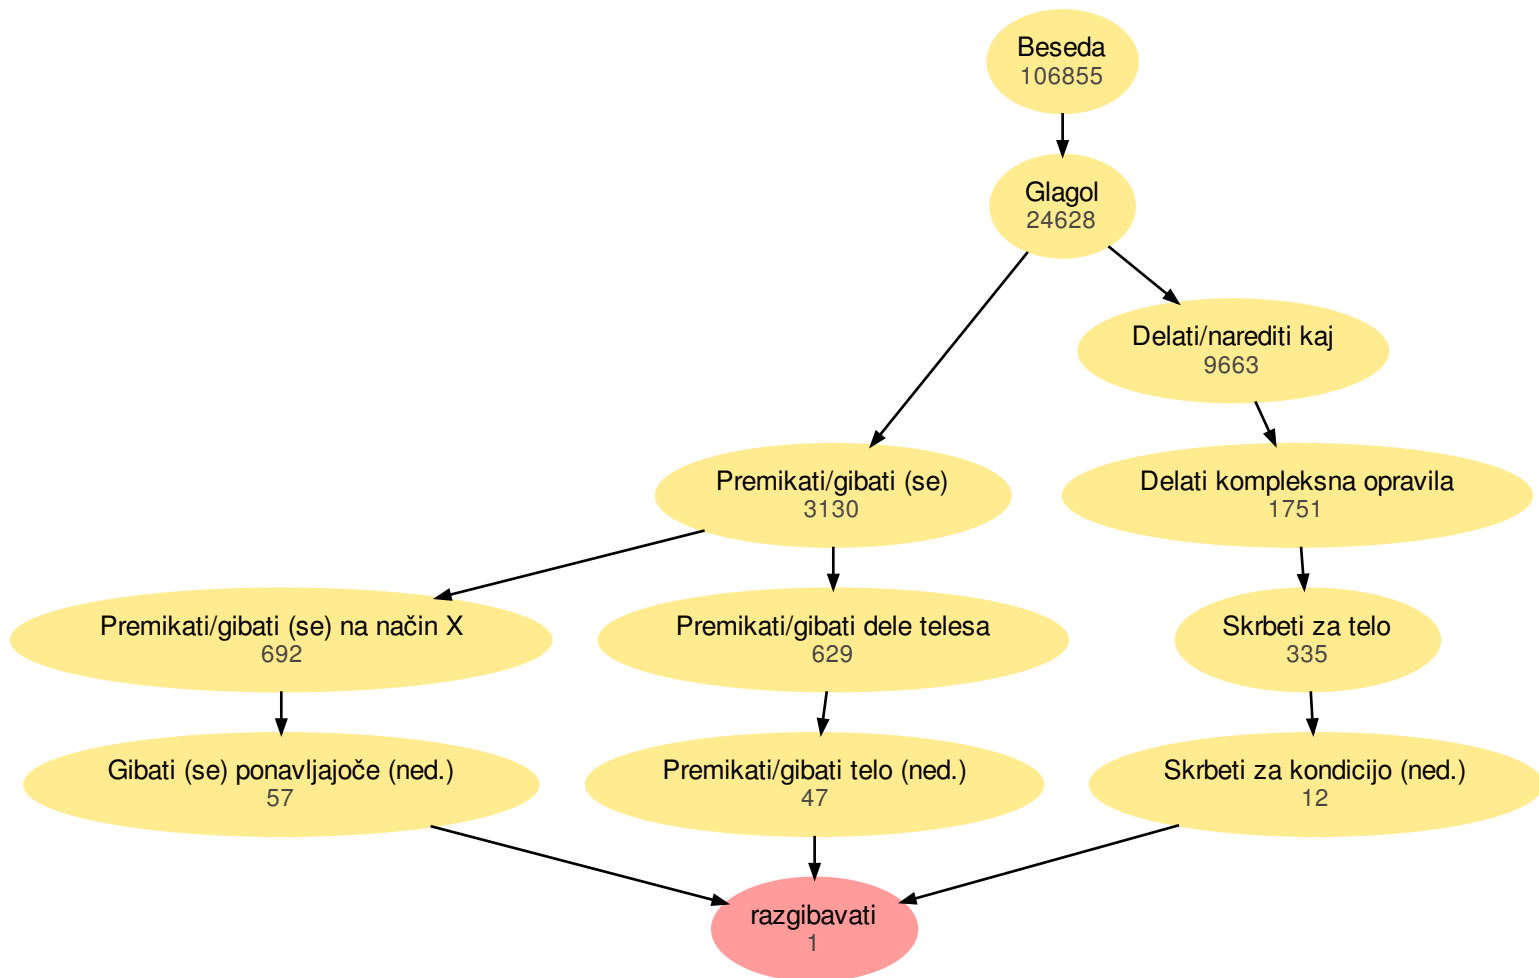 Beseda
106855
Glagol
24628
Delati/narediti kaj
9663
Premikati/gibati (se)
3130
Delati kompleksna opravila
1751
Premikati/gibati (se) na način X
692
Premikati/gibati dele telesa
629
Skrbeti za telo
335
Gibati (se) ponavljajoče (ned.)
57
Premikati/gibati telo (ned.)
47
Skrbeti za kondicijo (ned.)
12
razgibavati
1